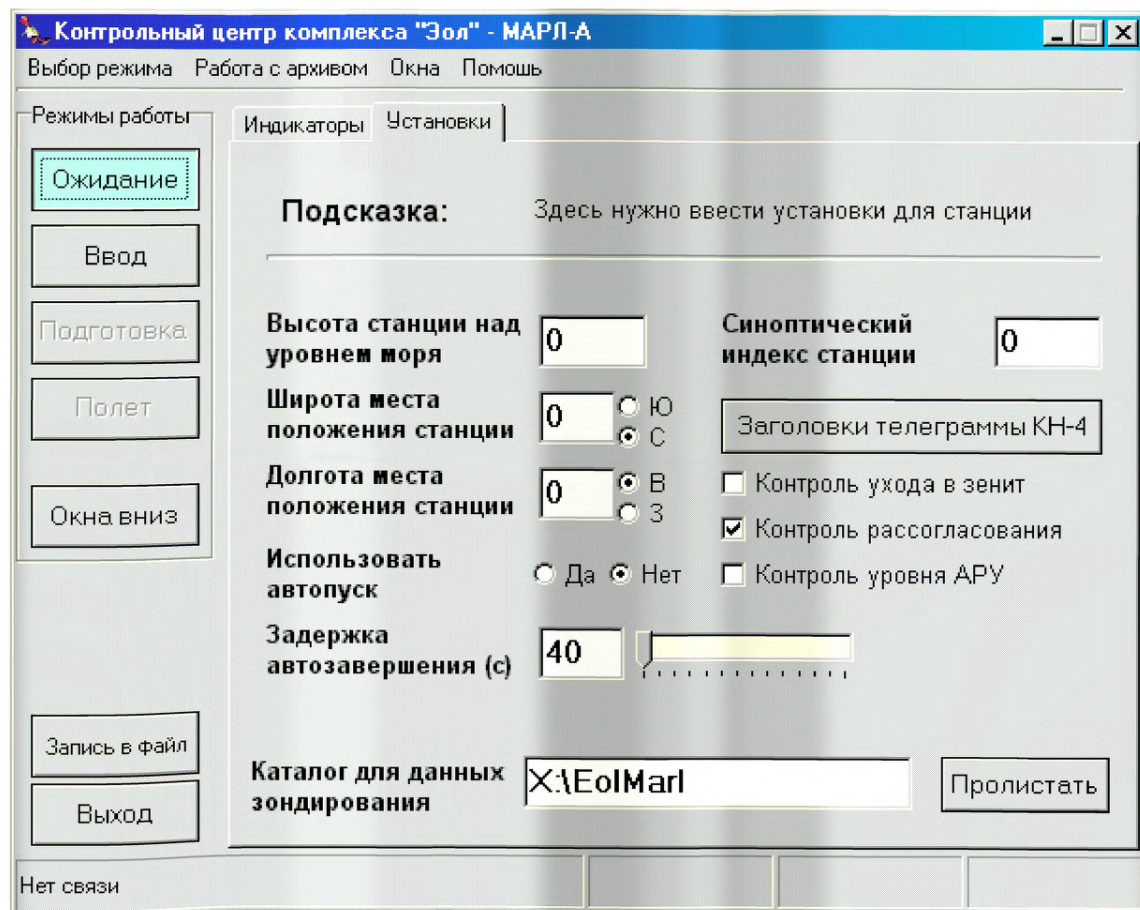 Контрольный центр комплекса "Эол" - МАРЛ-А
Выбор режима Работа с архивом Окна Помошь
Режимы работы
Ожидание
Ввод
Подготовка
Полет
Окна вниз
Запись в файл
Выход
Индикаторы Установки
Подсказка: Здесь нужно ввести установки для станции
Высота станции над
уровнем моря
0
Синоптический
индекс станции
0
Широта места
положения станции
0
Ю
С
Заголовки телеграммы КН-4
Долгота места
положения станции
0
В
З
Контроль ухода в зенит
Контроль рассогласования
Контроль уровня АРУ
Использовать
автопуск
Да Нет
Задержка
автозавершения (с)
40
Каталог для данных
зондирования
X:\EolMarl
Пролистать
Нет связи